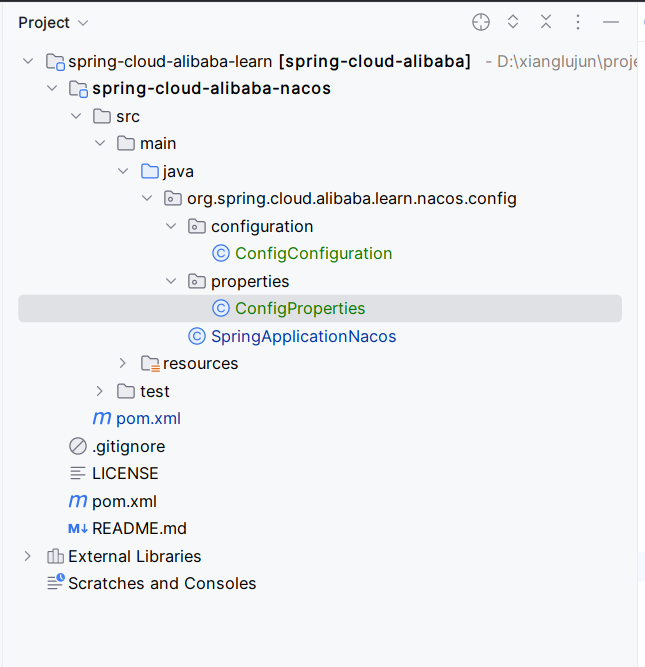 Project
spring-cloud-alibaba-learn [spring-cloud-alibaba] - D:\xianglujun\proje
spring-cloud-alibaba-nacos
src
main
java
org.spring.cloud.alibaba.learn.nacos.config
configuration
ConfigConfiguration
properties
ConfigProperties
SpringApplicationNacos
resources
test
pom.xml
.gitignore
LICENSE
pom.xml
README.md
External Libraries
Scratches and Consoles